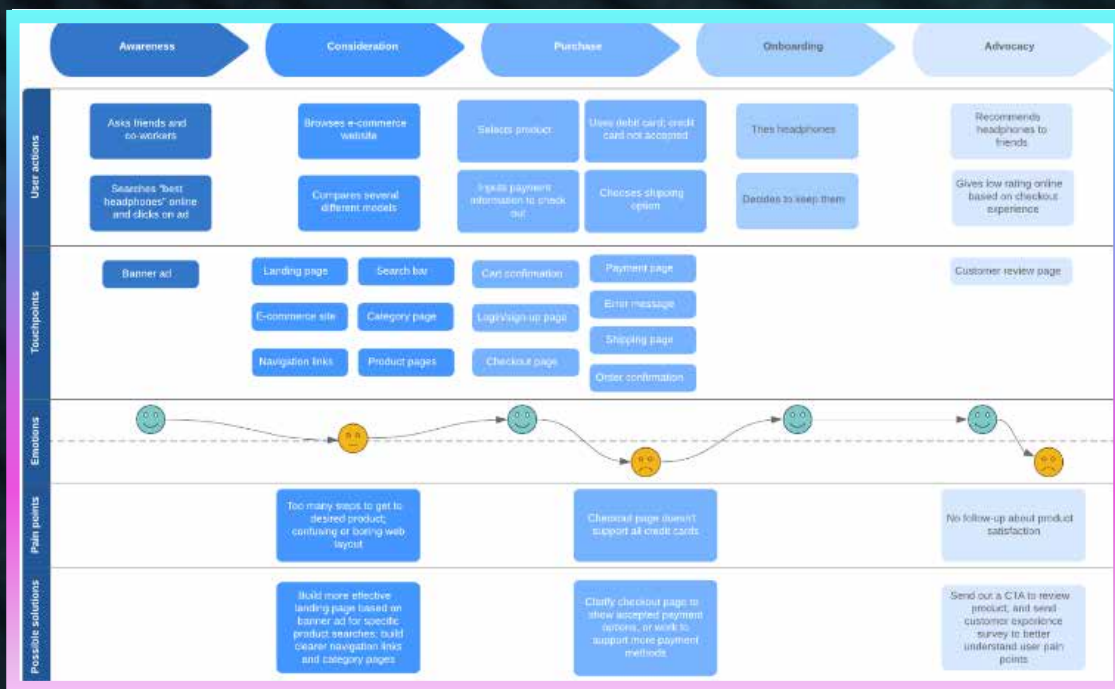 Awareness
Consideration
Purchase
Onboarding
Advocacy
User actions
Asks friends and
co-workers
Browses e-commerce
website
Selects product
Uses debit card; credit
card not accepted
Tries headphones
Recommends
headphones to
friends
Searches "best
headphones" online
and clicks on ad
Compares several
different models
Inputs payment
information to check
out
Chooses shipping
option
Decides to keep them
Gives low rating online
based on checkout
experience
Touchpoints
Banner ad
Landing page
Search bar
Cart confirmation
Payment page
Customer review page
E-commerce site
Category page
Login/sign-up page
Error message
Navigation links
Product pages
Checkout page
Shipping page
Order confirmation
Emotions
Pain points
Too many steps to get to
desired product;
confusing or boring web
layout
Checkout page doesn't
support all credit cards
No follow-up about product
satisfaction
Possible solutions
Build more effective
landing page based on
banner ad for specific
product searches; build
clearer navigation links
and category pages
Clarify checkout page to
show accepted payment
options, or work to
support more payment
methods
Send out a CTA to review
product, and send
customer experience
survey to better
understand user pain
points